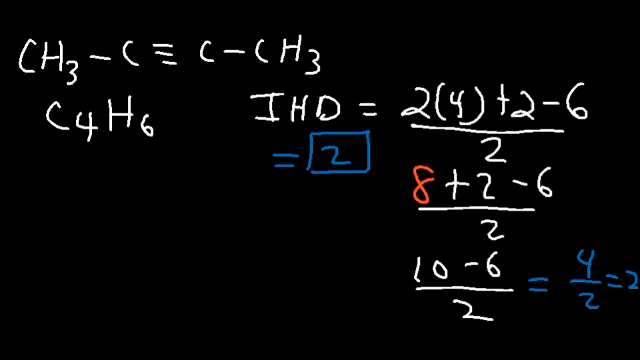 CH₃ – C ≡ C – CH₃
C₄H₆ IHD = 2(4)+2-6 / 2
= 2
8+2-6 / 2
10-6 / 2 = 4/2 = 2